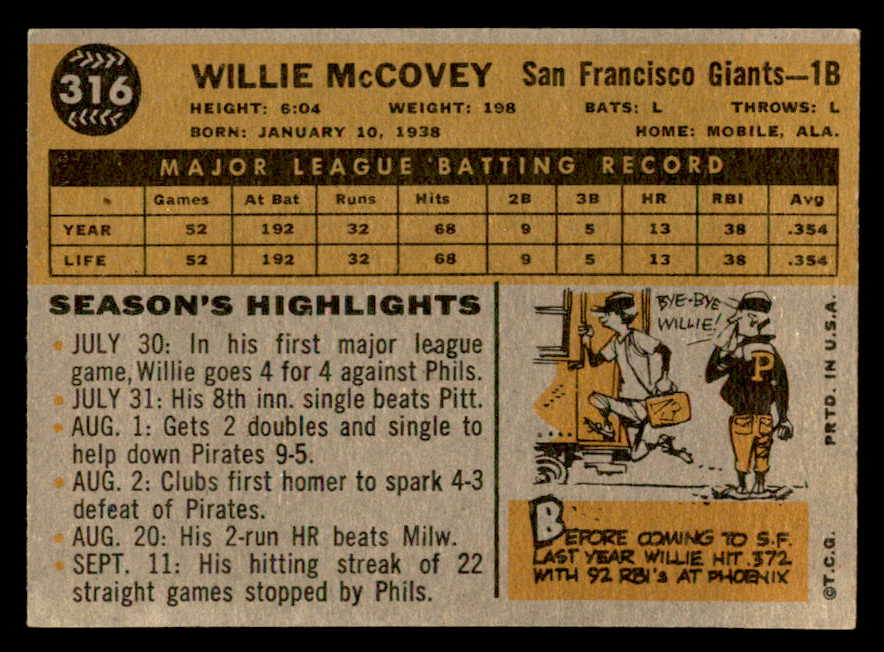 316
WILLIE McCOVEY San Francisco Giants—1B
HEIGHT: 6:04 WEIGHT: 198 BATS: L THROWS: L
BORN: JANUARY 10, 1938 HOME: MOBILE, ALA.
MAJOR LEAGUE BATTING RECORD
Games At Bat Runs Hits 2B 3B HR RBI Avg
YEAR 52 192 32 68 9 5 13 38 .354
LIFE 52 192 32 68 9 5 13 38 .354
SEASON'S HIGHLIGHTS
JULY 30: In his first major league
game, Willie goes 4 for 4 against Phils.
JULY 31: His 8th inn. single beats Pitt.
AUG. 1: Gets 2 doubles and single to
help down Pirates 9-5.
AUG. 2: Clubs first homer to spark 4-3
defeat of Pirates.
AUG. 20: His 2-run HR beats Milw.
SEPT. 11: His hitting streak of 22
straight games stopped by Phils.
BYE-BYE
WILLIE!
P
BEFORE COMING TO S.F.
LAST YEAR WILLIE HIT .372
WITH 92 RBI's AT PHOENIX
PRTD. IN U.S.A.
©T.C.G.